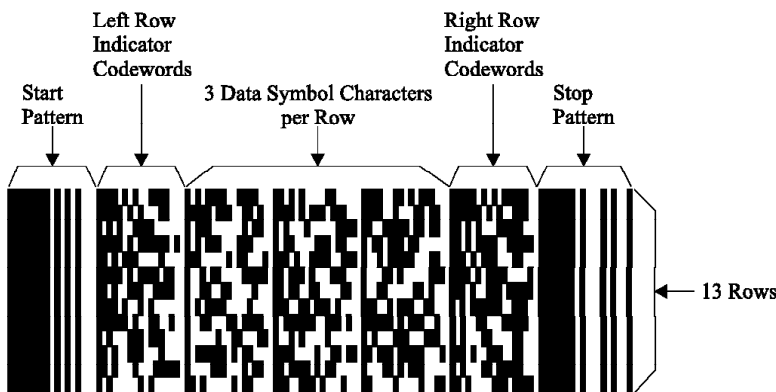 Left Row
Indicator
Codewords
Right Row
Indicator
Codewords
Start
Pattern
3 Data Symbol Characters
per Row
Stop
Pattern
13 Rows